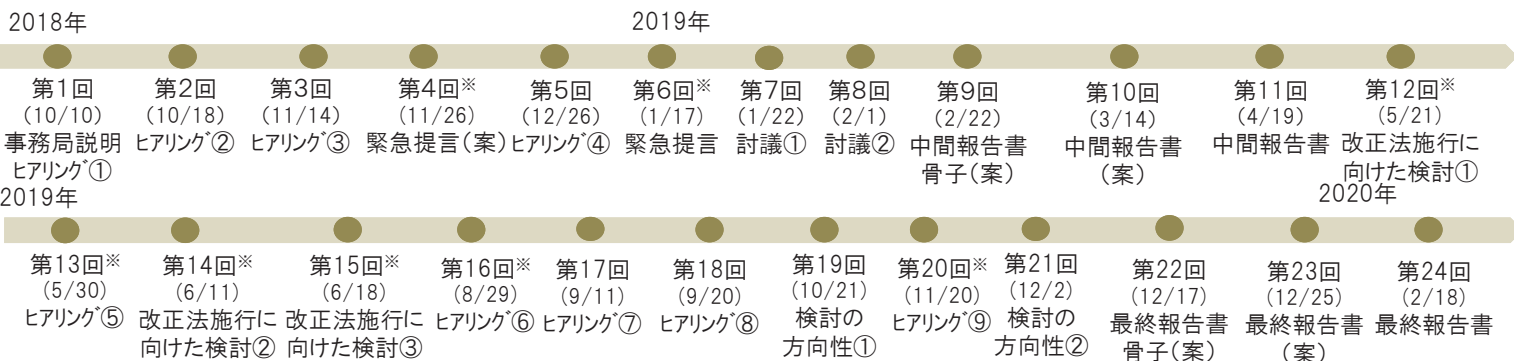 2018年
2019年
第1回
(10/10)
事務局説明
ﾋｱﾘﾝｸﾞ①
第2回
(10/18)
ﾋｱﾘﾝｸﾞ②
第3回
(11/14)
ﾋｱﾘﾝｸﾞ③
第4回※
(11/26)
緊急提言(案)
第5回
(12/26)
ﾋｱﾘﾝｸﾞ④
第6回※
(1/17)
緊急提言
第7回
(1/22)
討議①
第8回
(2/1)
討議②
第9回
(2/22)
中間報告書
骨子(案)
第10回
(3/14)
中間報告書
(案)
第11回
(4/19)
中間報告書
第12回※
(5/21)
改正法施行に
向けた検討①
2019年
2020年
第13回※
(5/30)
ﾋｱﾘﾝｸﾞ⑤
第14回※
(6/11)
改正法施行に
向けた検討②
第15回※
(6/18)
改正法施行に
向けた検討③
第16回※
(8/29)
ﾋｱﾘﾝｸﾞ⑥
第17回
(9/11)
ﾋｱﾘﾝｸﾞ⑦
第18回
(9/20)
ﾋｱﾘﾝｸﾞ⑧
第19回
(10/21)
検討の
方向性①
第20回※
(11/20)
ﾋｱﾘﾝｸﾞ⑨
第21回
(12/2)
検討の
方向性②
第22回
(12/17)
最終報告書
骨子(案)
第23回
(12/25)
最終報告書
(案)
第24回
(2/18)
最終報告書